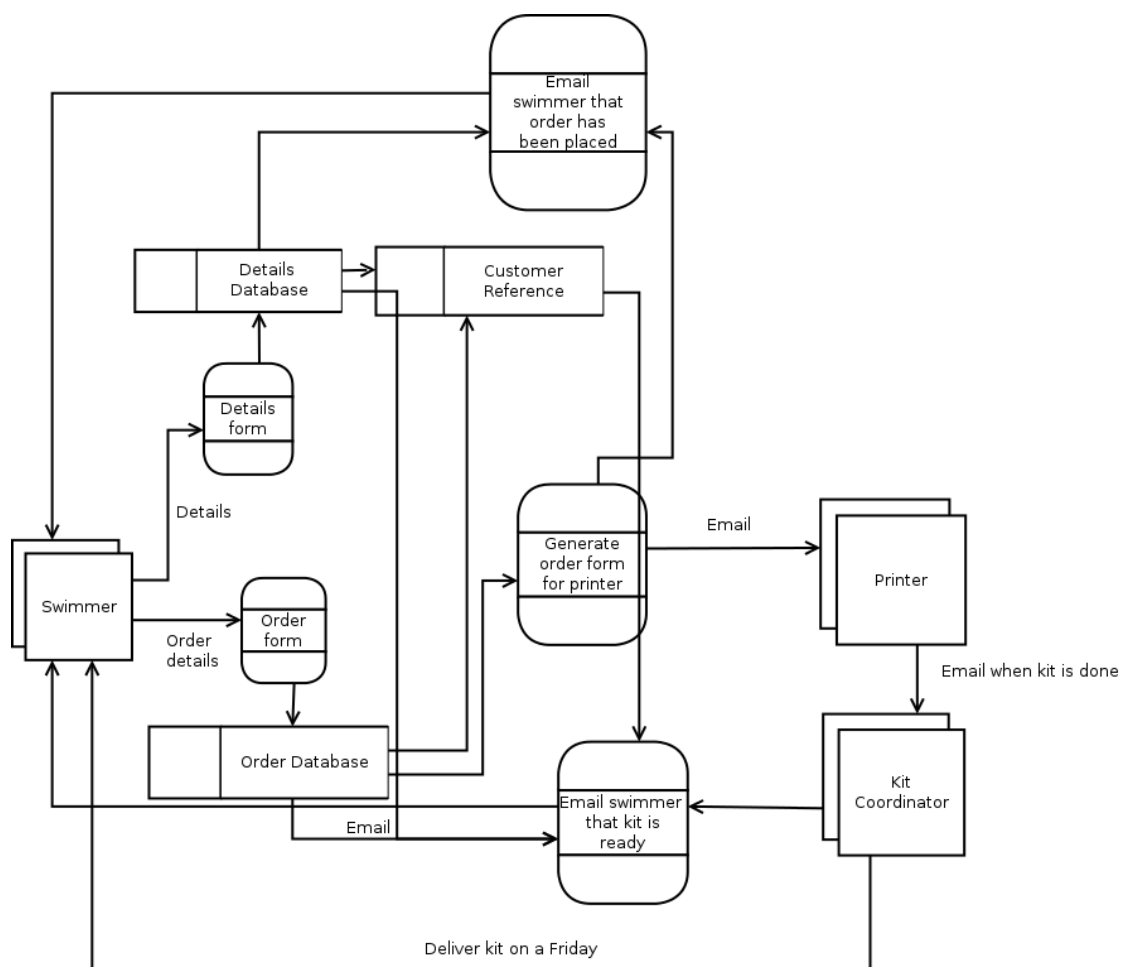 Email
swimmer that
order has
been placed
Details
Database
Customer
Reference
Details
form
Details
Generate
order form
for printer
Email
Printer
Swimmer
Order
form
Order
details
Email when kit is done
Order Database
Kit
Coordinator
Email swimmer
that kit is
ready
Email
Deliver kit on a Friday